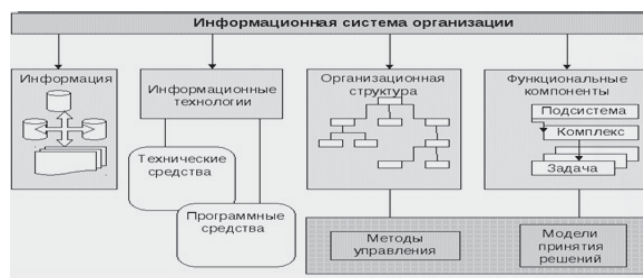 Информационная система организации
Информация
Информационные
технологии
Организационная
структура
Функциональные
компоненты
Подсистема
Комплекс
Задача
Технические
средства
Программные
средства
Методы
управления
Модели
принятия
решений